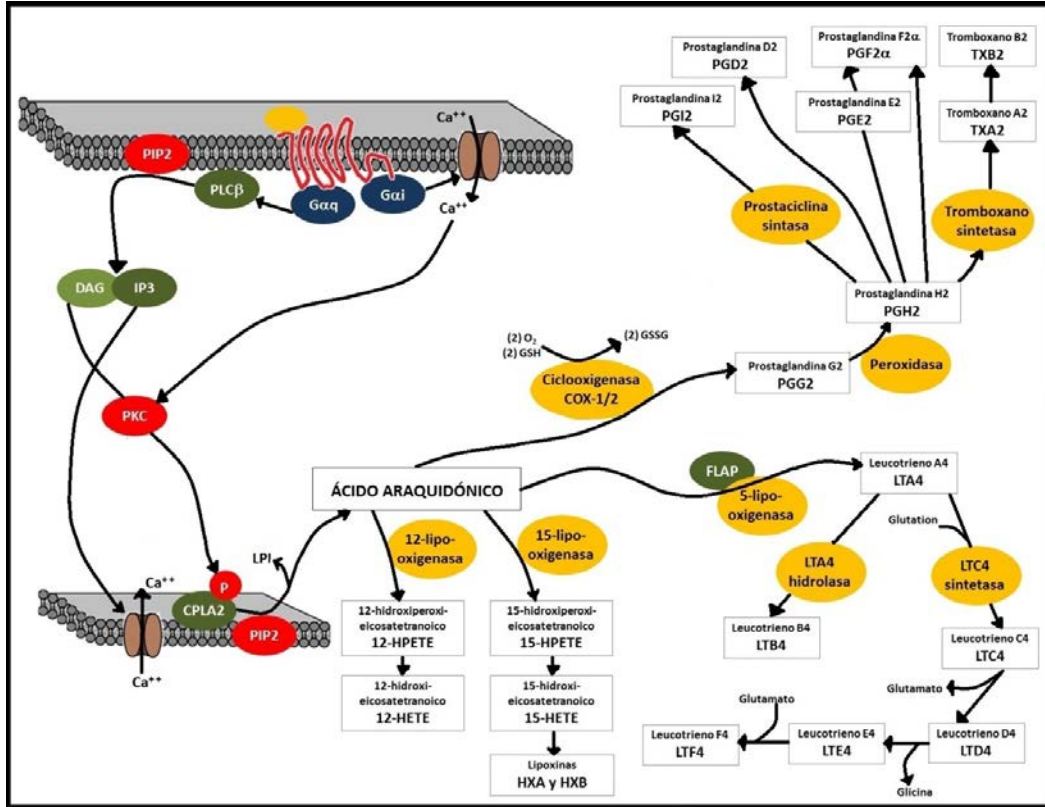 Prostaglandina D2
PGD2
Prostaglandina F2α
PGF2α
Tromboxano B2
TXB2
Prostaglandina I2
PGI2
Prostaglandina E2
PGE2
Tromboxano A2
TXA2
Ca⁺⁺
PIP2
PLCβ
Gαq
Gαi
Ca⁺⁺
Prostaciclina
sintasa
Tromboxano
sintetasa
DAG
IP3
Prostaglandina H2
PGH2
(2) O₂
(2) GSH
(2) GSSG
Ciclooxigenasa
COX-1/2
Prostaglandina G2
PGG2
Peroxidasa
PKC
ÁCIDO ARAQUIDÓNICO
FLAP
5-lipo-
oxigenasa
Leucotrieno A4
LTA4
12-lipo-
oxigenasa
15-lipo-
oxigenasa
Glutation
LTA4
hidrolasa
LTC4
sintetasa
LPI
Ca⁺⁺
P
CPLA2
PIP2
Ca⁺⁺
12-hidroxiperoxi-
eicosatetranoico
12-HPETE
15-hidroxiperoxi-
eicosatetranoico
15-HPETE
Leucotrieno B4
LTB4
Leucotrieno C4
LTC4
12-hidroxi-
eicosatetranoico
12-HETE
15-hidroxi-
eicosatetranoico
15-HETE
Glutamato
Glutamato
Leucotrieno F4
LTF4
Leucotrieno E4
LTE4
Leucotrieno D4
LTD4
Lipoxinas
HXA y HXB
Glicina